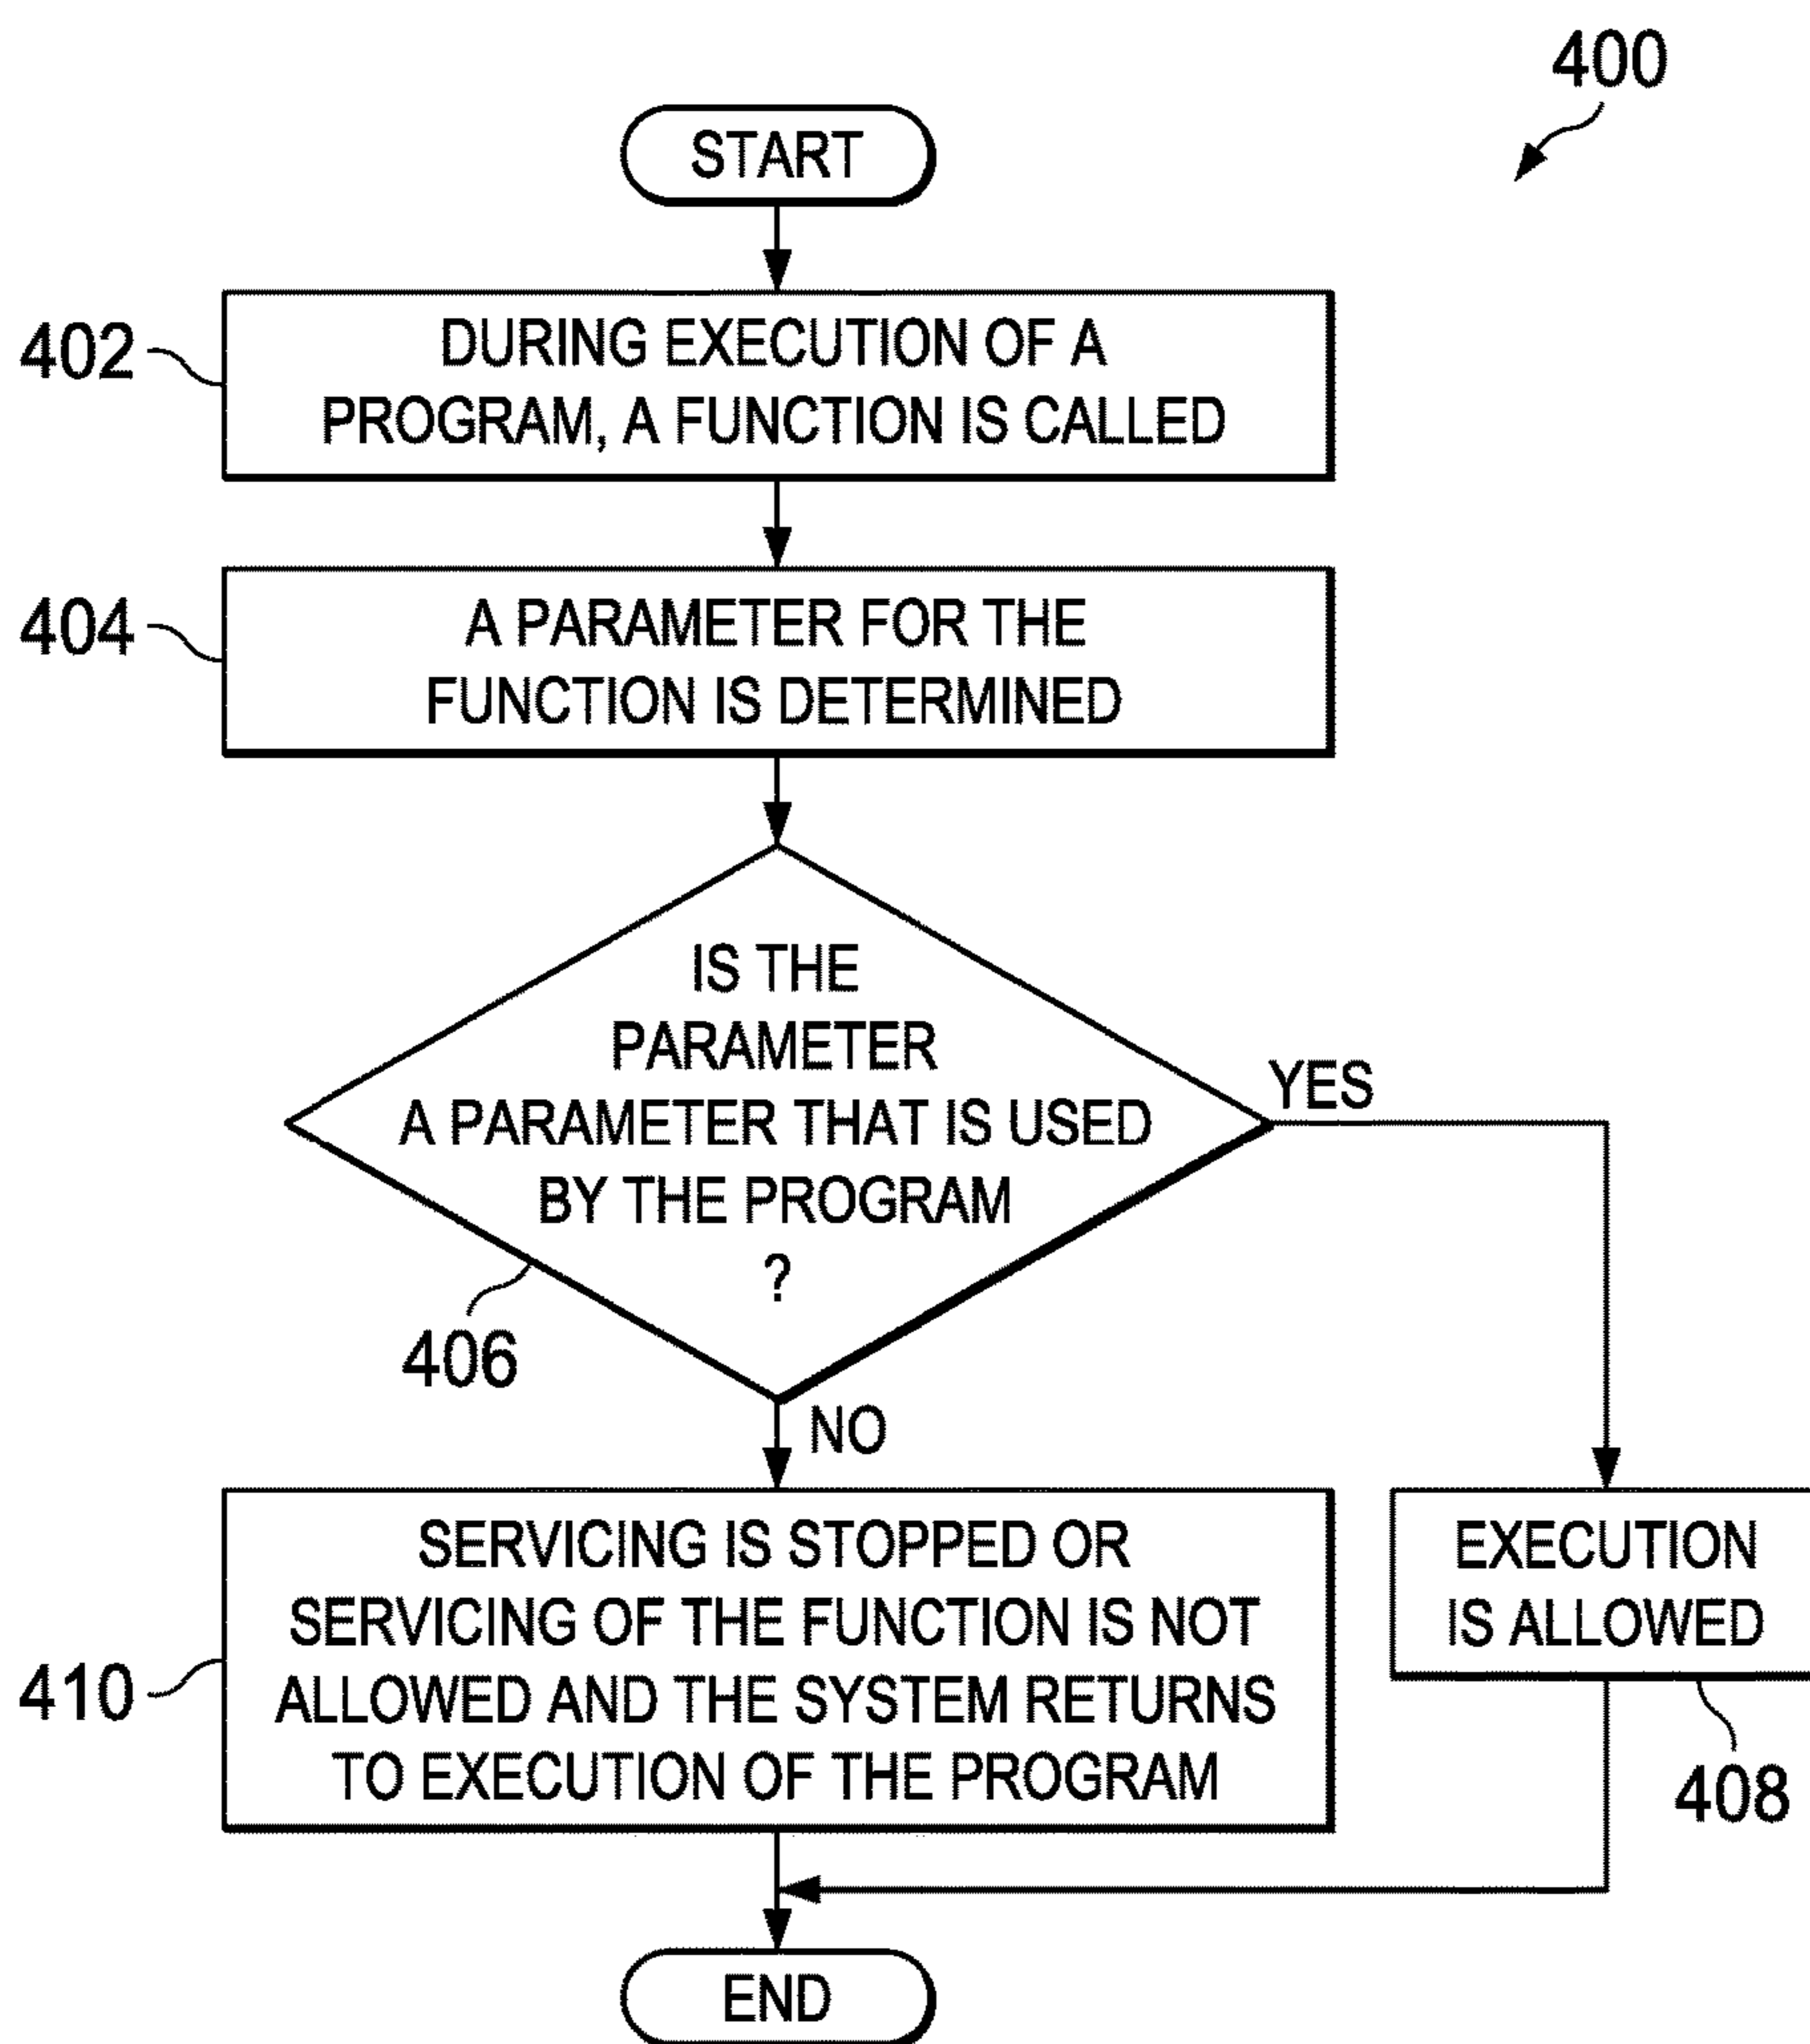 400
START
402
DURING EXECUTION OF A
PROGRAM, A FUNCTION IS CALLED
404
A PARAMETER FOR THE
FUNCTION IS DETERMINED
IS THE
PARAMETER
A PARAMETER THAT IS USED
BY THE PROGRAM
?
YES
406
NO
410
SERVICING IS STOPPED OR
SERVICING OF THE FUNCTION IS NOT
ALLOWED AND THE SYSTEM RETURNS
TO EXECUTION OF THE PROGRAM
EXECUTION
IS ALLOWED
408
END